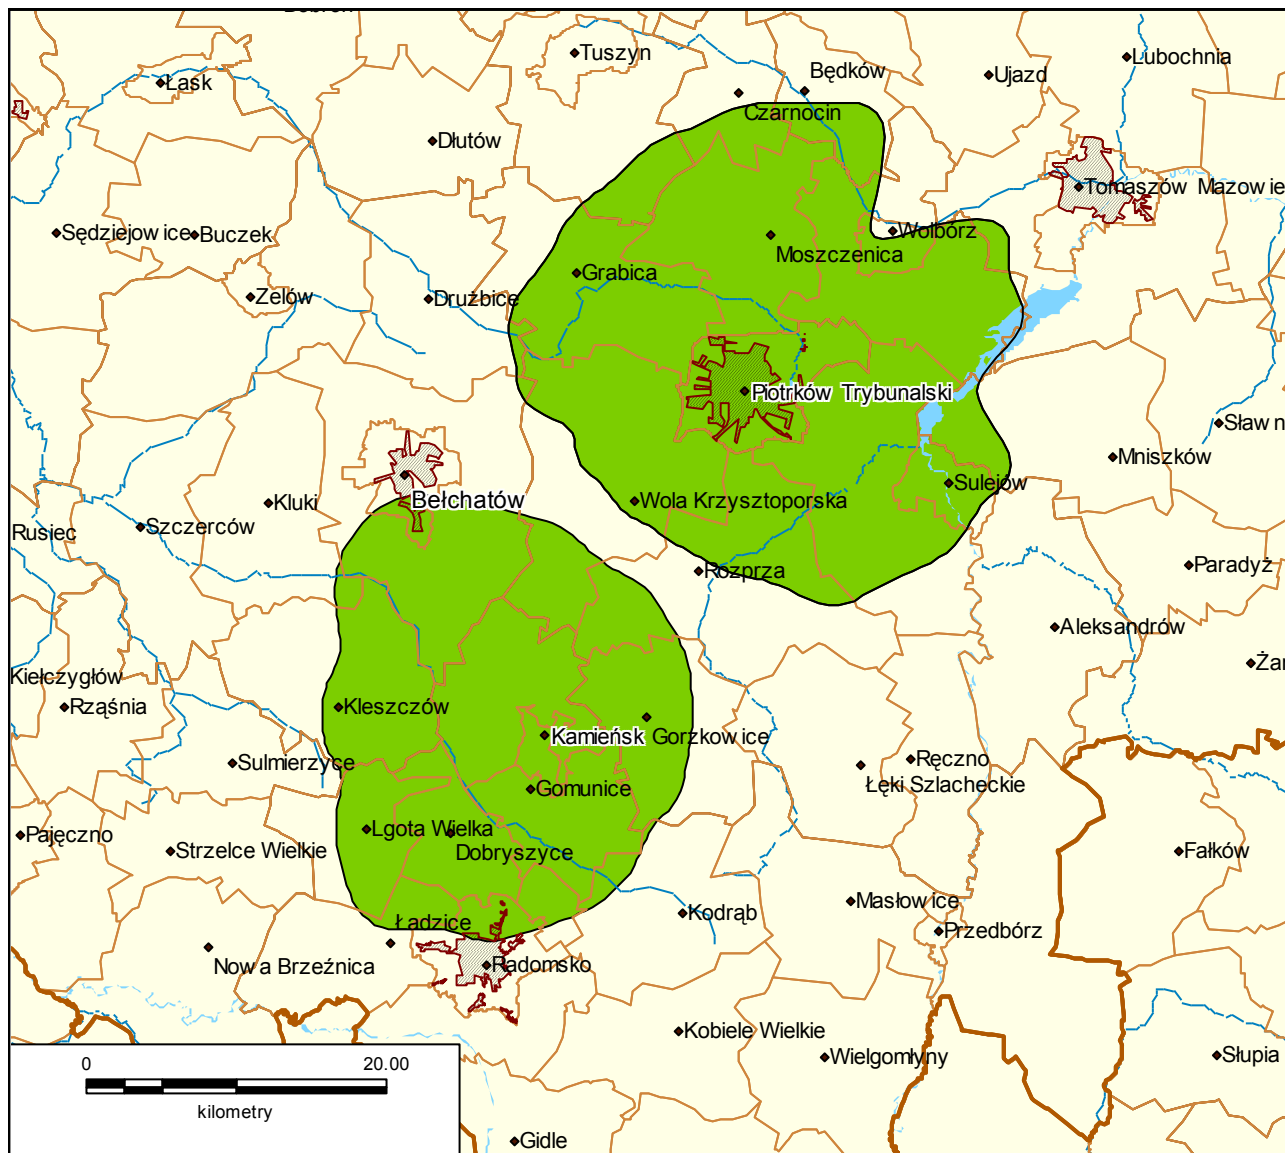 Tuszyn
Lubochnia
Będków
Ujazd
Łask
Czarnocin
Dłutów
Tomaszów Mazowie
Sędziejowice
Buczek
Wolbórz
Moszczenica
Grabica
Zelów
Drużbice
Piotrków Trybunalski
Sławn
Mniszków
Sulejów
Bełchatów
Kluki
Wola Krzysztoporska
Szczerców
Rusiec
Paradyż
Rozprza
Aleksandrów
Żar
Kiełczygłów
Rząśnia
Kleszczów
Kamieńsk
Gorzkowice
Sulmierzyce
Ręczno
Łęki Szlacheckie
Gomunice
Pajęczno
Lgota Wielka
Strzelce Wielkie
Dobryszyce
Fałków
Masłowice
Kodrąb
Ładzice
Przedbórz
Nowa Brzeźnica
Radomsko
Kobiele Wielkie
Wielgomłyny
Słupia
0 20.00
kilometry
Gidle